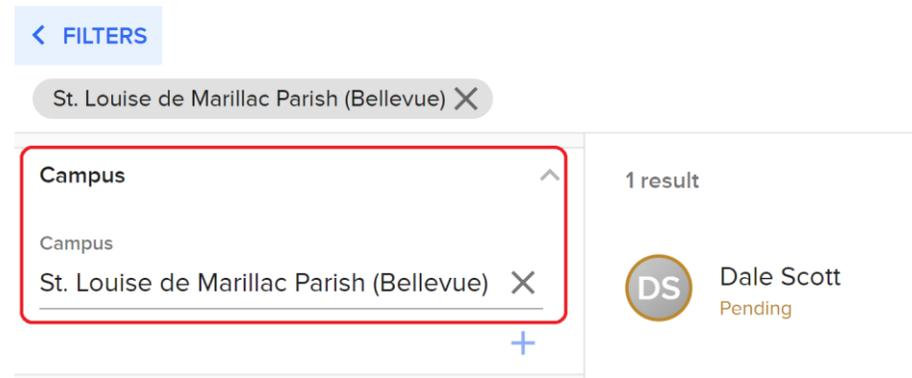 FILTERS
St. Louise de Marillac Parish (Bellevue)
Campus
Campus
St. Louise de Marillac Parish (Bellevue)
1 result
DS
Dale Scott
Pending